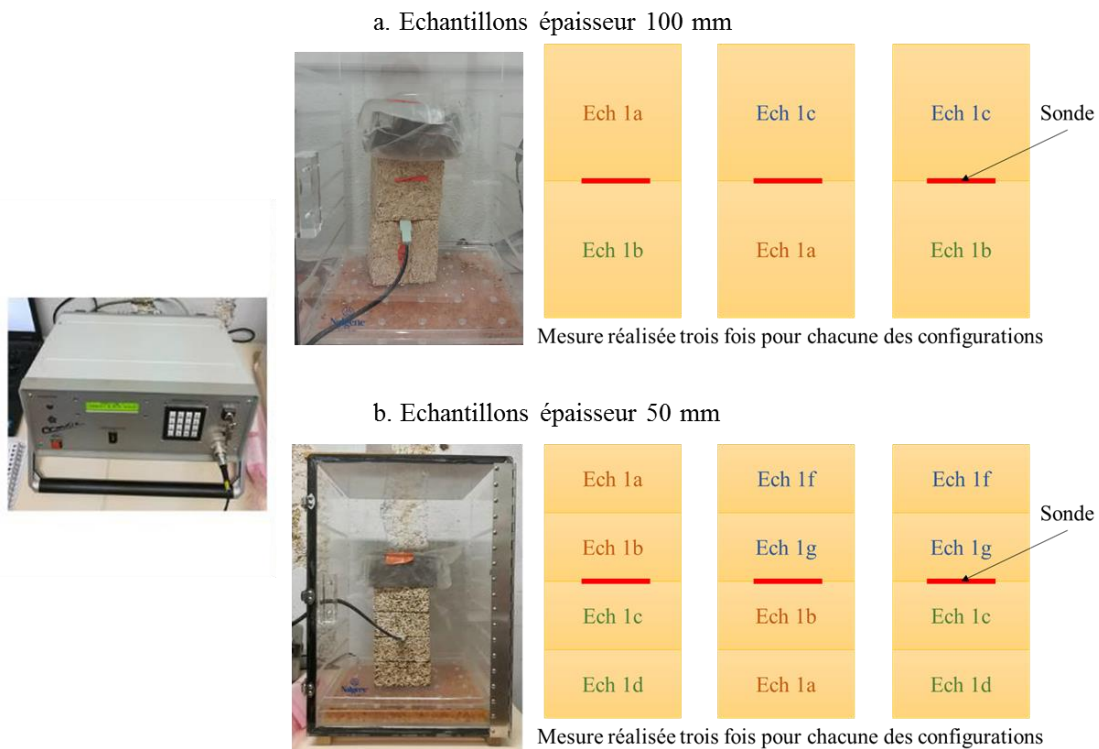 a. Echantillons épaisseur 100 mm
Ech 1a
Ech 1c
Ech 1c
Sonde
Ech 1b
Ech 1a
Ech 1b
Nalgene
Mesure réalisée trois fois pour chacune des configurations
b. Echantillons épaisseur 50 mm
Ech 1a
Ech 1f
Ech 1f
Sonde
Ech 1b
Ech 1g
Ech 1g
Ech 1c
Ech 1b
Ech 1c
Ech 1d
Ech 1a
Ech 1d
Nalgene
Mesure réalisée trois fois pour chacune des configurations